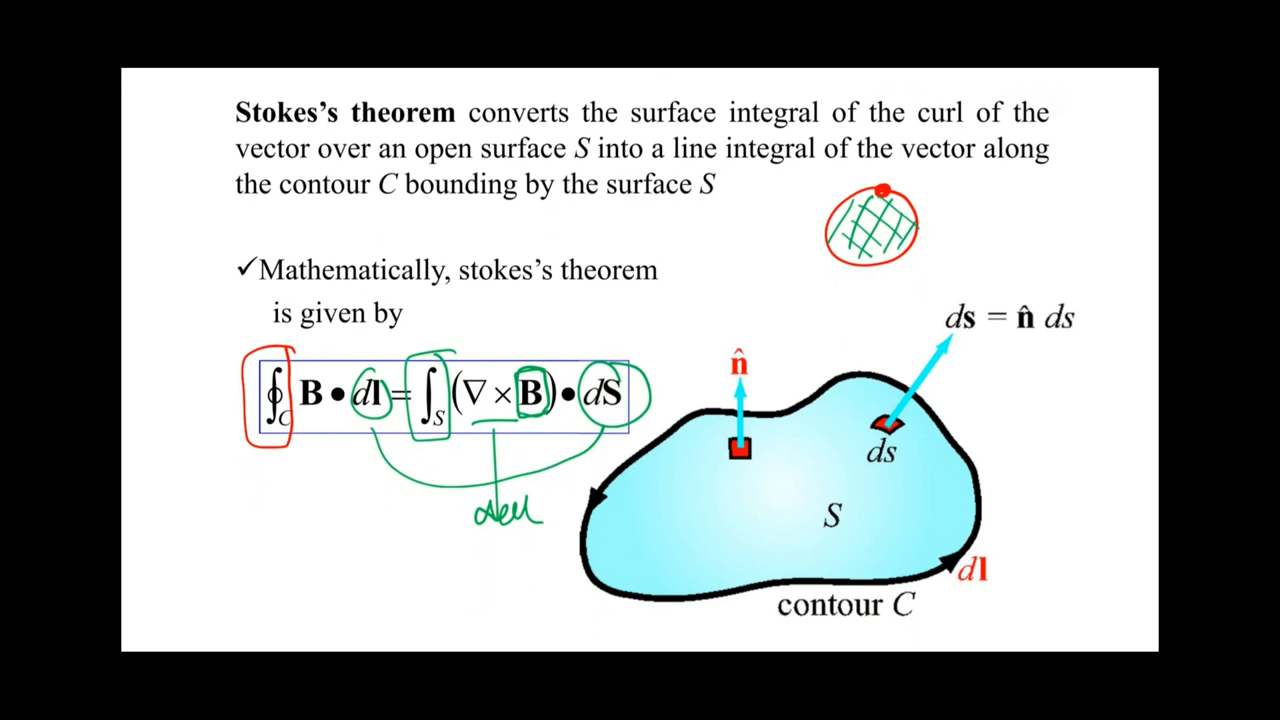 Stokes’s theorem converts the surface integral of the curl of the
vector over an open surface S into a line integral of the vector along
the contour C bounding by the surface S
✓Mathematically, stokes’s theorem
is given by
∮_C B • dl = ∫_S (∇ × B) • dS
ds = n̂ ds
n̂
ds
S
dl
contour C